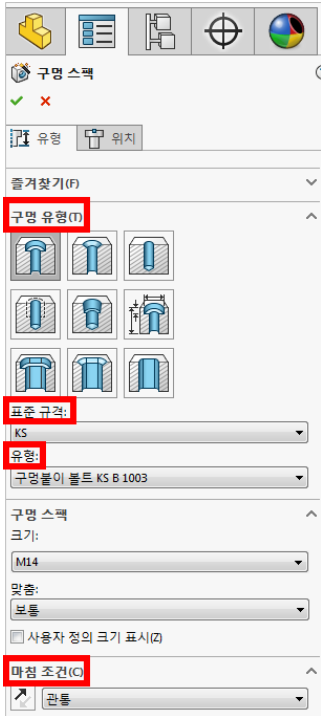 구멍 스팩
유형
위치
즐겨찾기(F)
구멍 유형(T)
표준 규격:
KS
유형:
구멍붙이 볼트 KS B 1003
구멍 스팩
크기:
M14
맞춤:
보통
사용자 정의 크기 표시(Z)
마침 조건(C)
관통